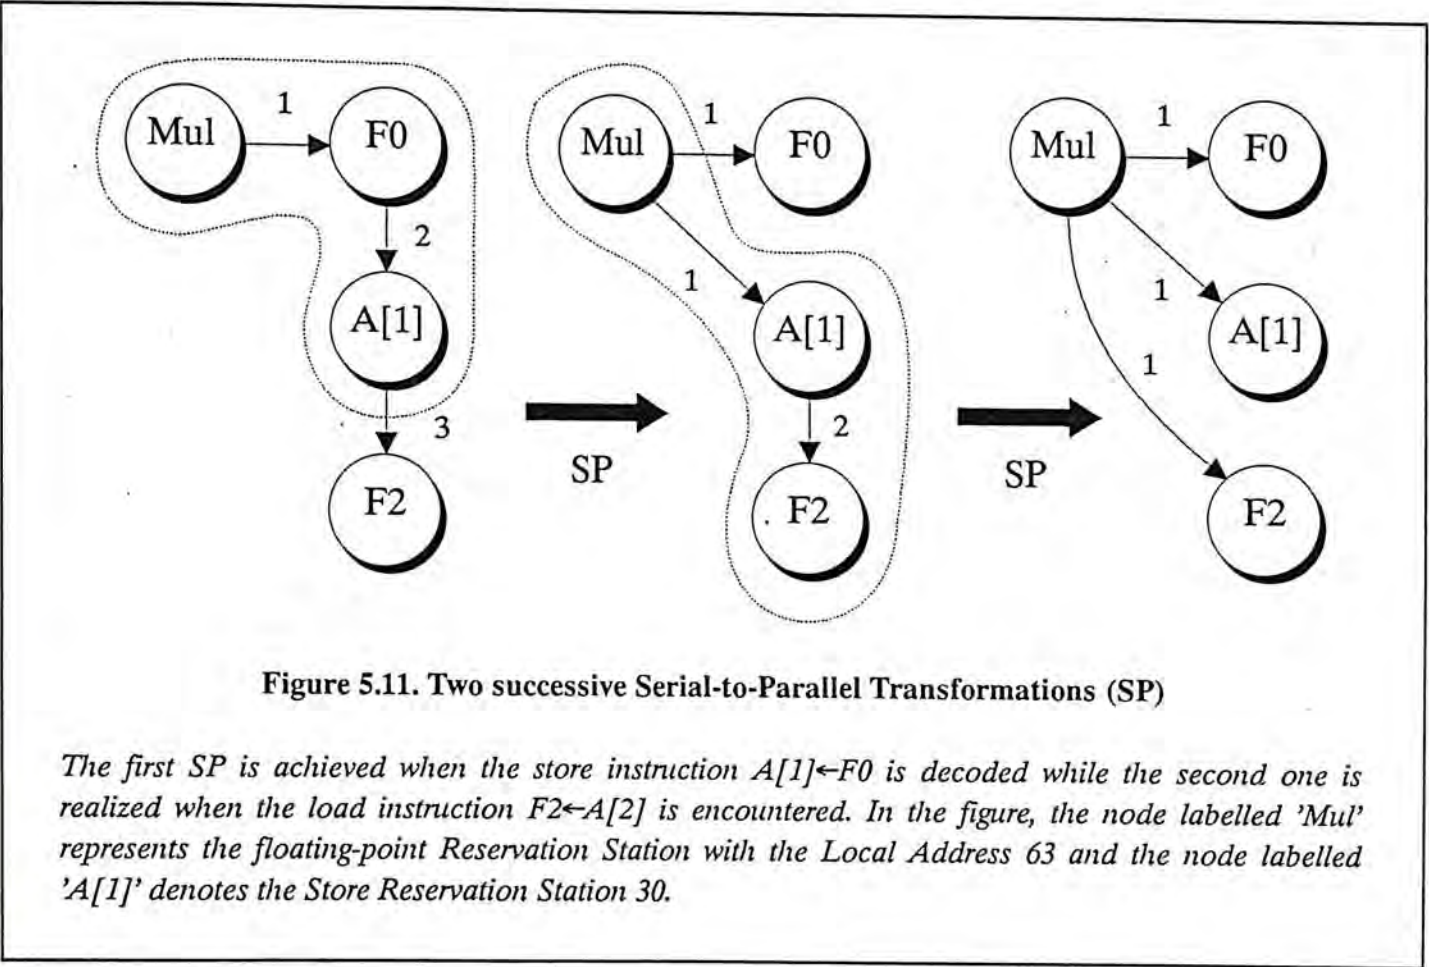 Mul 1 F0 1 1
Mul F0 Mul F0
2
A[1] 1 A[1] 1 A[1]
1
3 2
SP SP
F2 F2 F2
Figure 5.11. Two successive Serial-to-Parallel Transformations (SP)
The first SP is achieved when the store instruction A[1]←F0 is decoded while the second one is
realized when the load instruction F2←A[2] is encountered. In the figure, the node labelled 'Mul'
represents the floating-point Reservation Station with the Local Address 63 and the node labelled
'A[1]' denotes the Store Reservation Station 30.